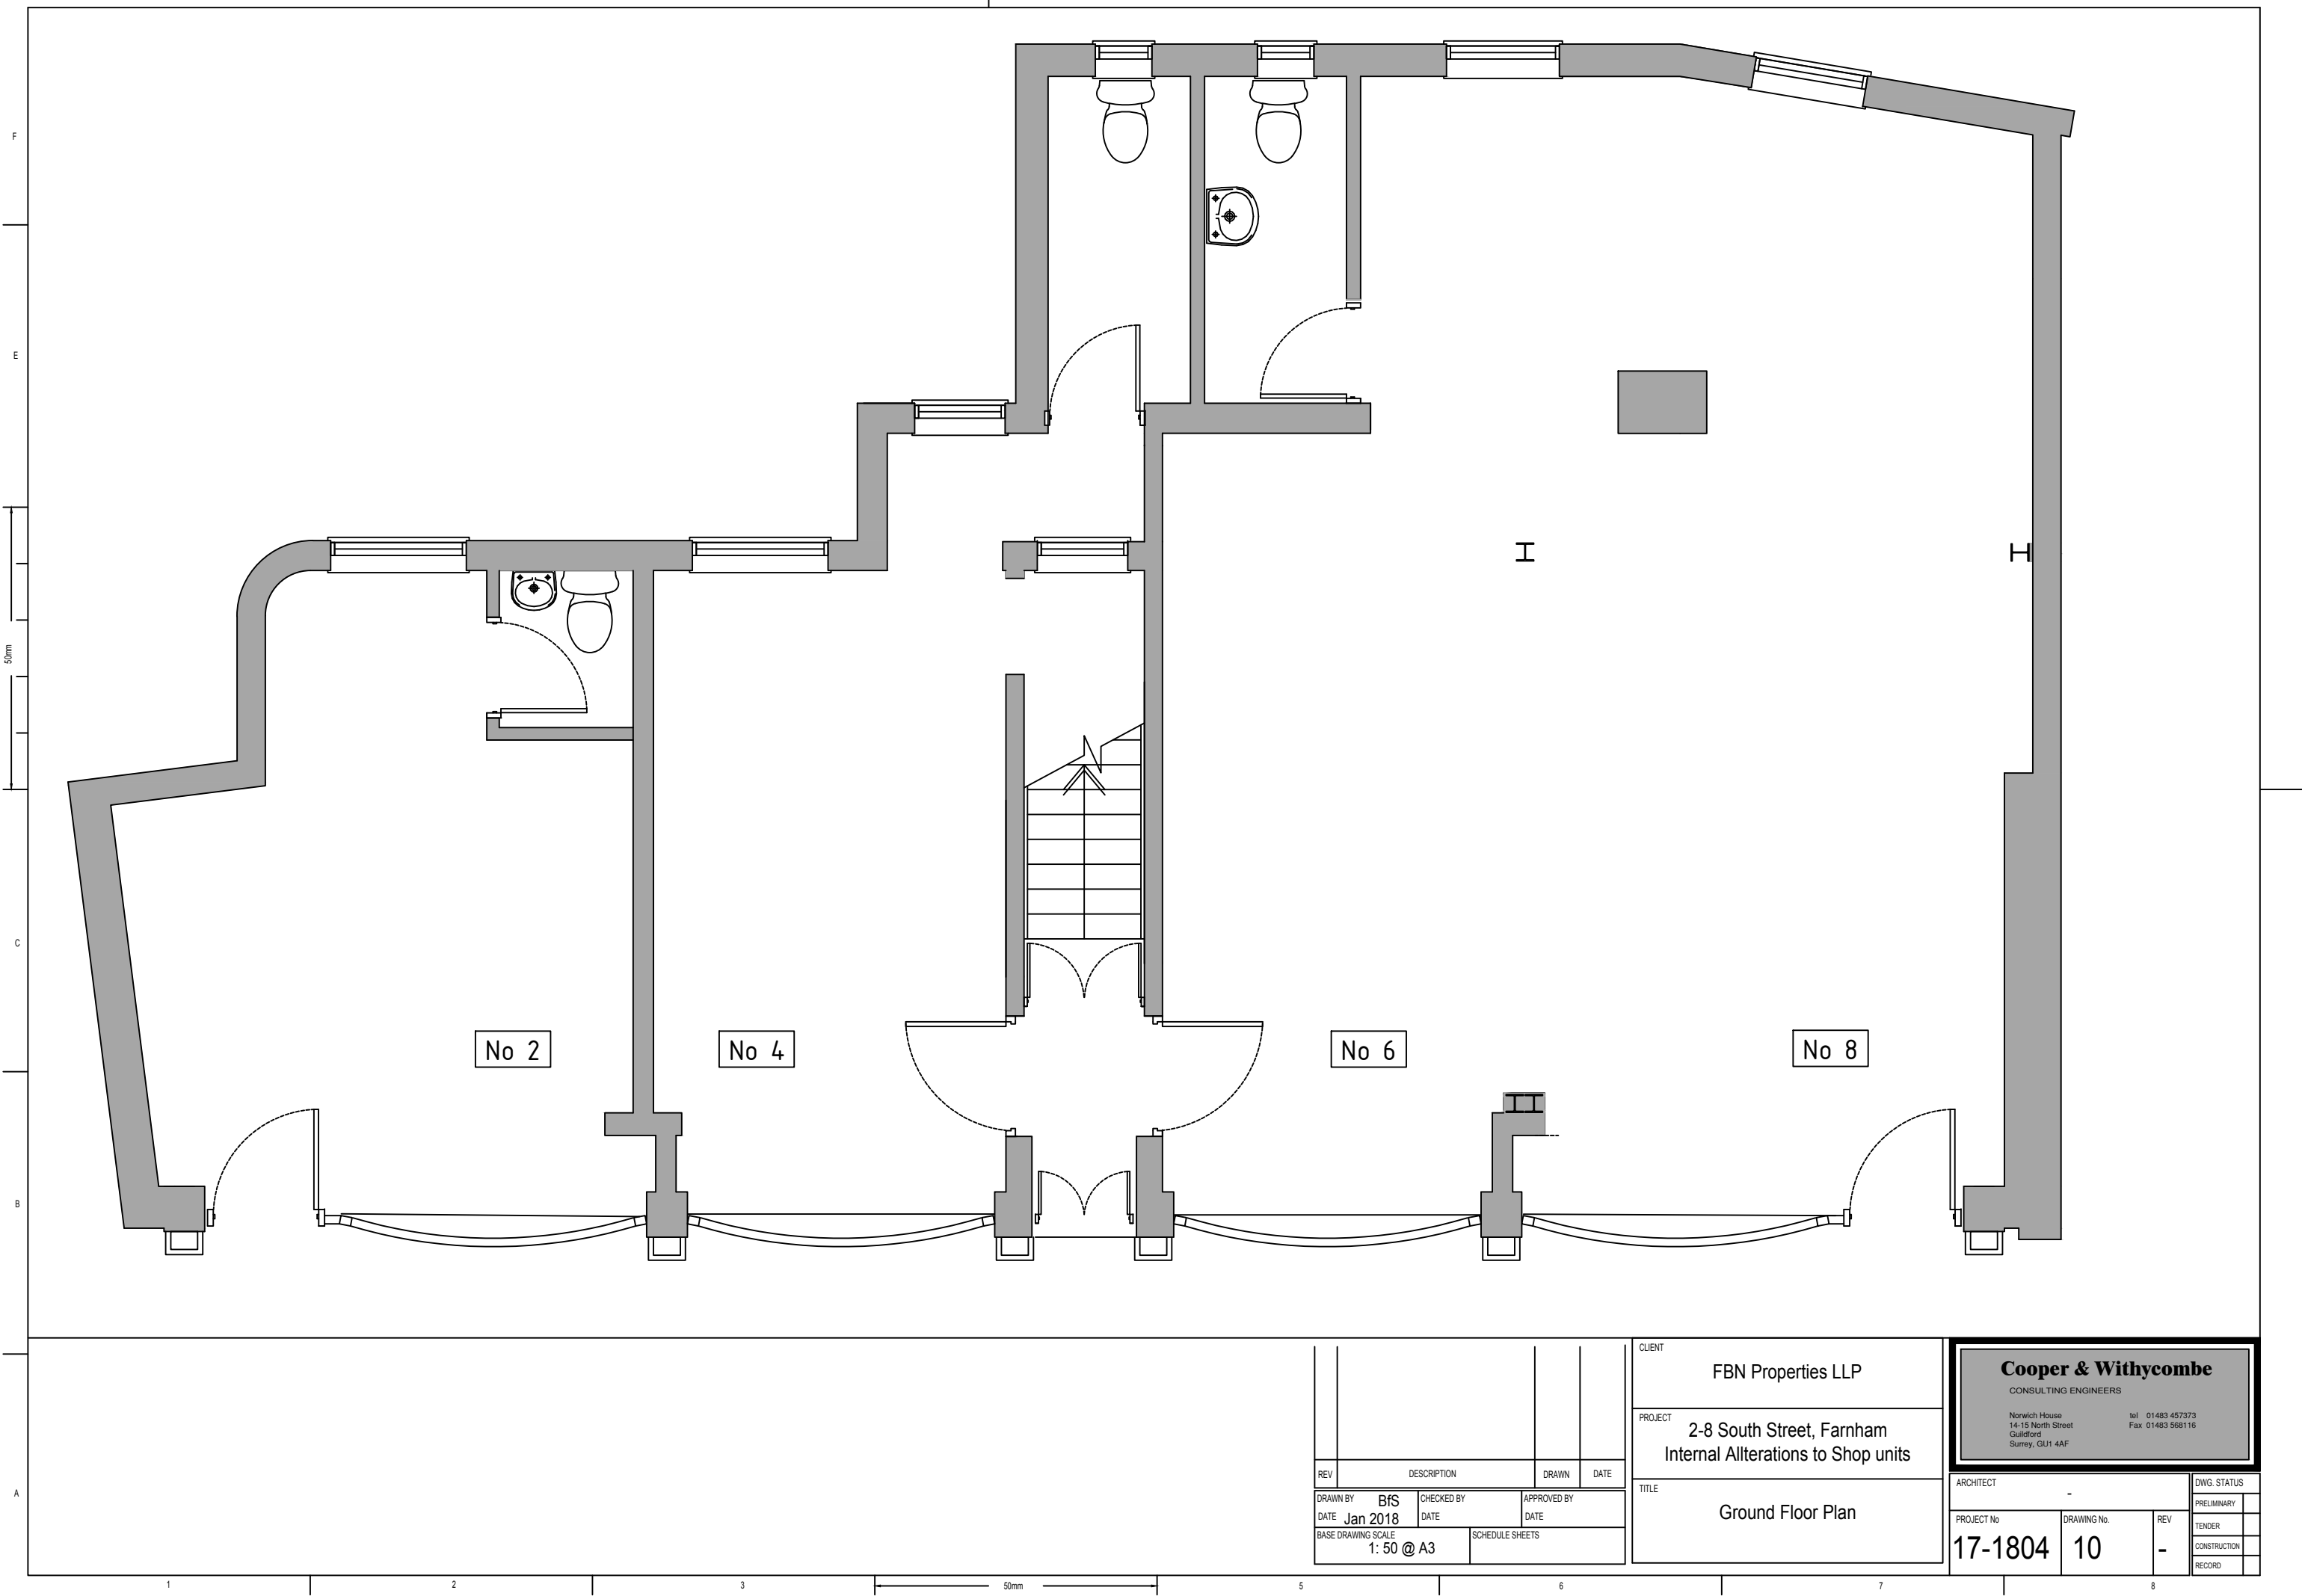 F
E
50mm
C
B
A
No 2
No 4
No 6
No 8
REV
DESCRIPTION
DRAWN
DATE
DRAWN BY
BfS
DATE
Jan 2018
CHECKED BY
DATE
APPROVED BY
DATE
BASE DRAWING SCALE
1: 50 @ A3
SCHEDULE SHEETS
CLIENT
FBN Properties LLP
PROJECT
2-8 South Street, Farnham
Internal Allterations to Shop units
TITLE
Ground Floor Plan
Cooper & Withycombe
CONSULTING ENGINEERS
Norwich House
14-15 North Street
Guildford
Surrey, GU1 4AF
tel 01483 457373
Fax 01483 568116
ARCHITECT
-
PROJECT No
17-1804
DRAWING No.
10
REV
-
DWG. STATUS
PRELIMINARY
TENDER
CONSTRUCTION
RECORD
1
2
3
50mm
5
6
7
8